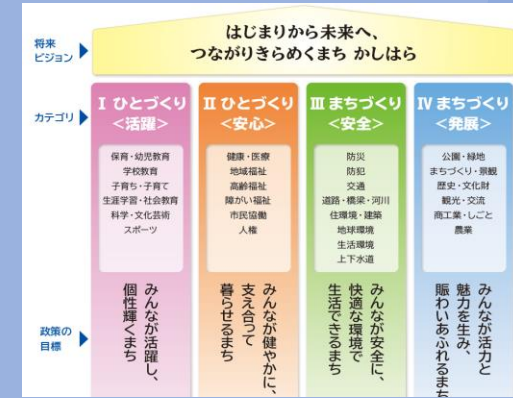 将来
ビジョン
はじまりから未来へ、
つながりきらめくまち かしはら
カテゴリ
Ⅰ ひとづくり
<活躍>
保育・幼児教育
学校教育
子育ち・子育て
生涯学習・社会教育
科学・文化芸術
スポーツ
Ⅱ ひとづくり
<安心>
健康・医療
地域福祉
高齢福祉
障がい福祉
市民協働
人権
Ⅲ まちづくり
<安全>
防災
防犯
交通
道路・橋梁・河川
住環境・建築
地球環境
生活環境
上下水道
Ⅳ まちづくり
<発展>
公園・緑地
まちづくり・景観
歴史・文化財
観光・交流
商工業・しごと
農業
政策の
目標
みんなが活躍し、
個性輝くまち
みんなが健やかに、
支え合って
暮らせるまち
みんなが安全に、
快適な環境で
生活できるまち
みんなが活力と
魅力を生み、
賑わいあふれるまち